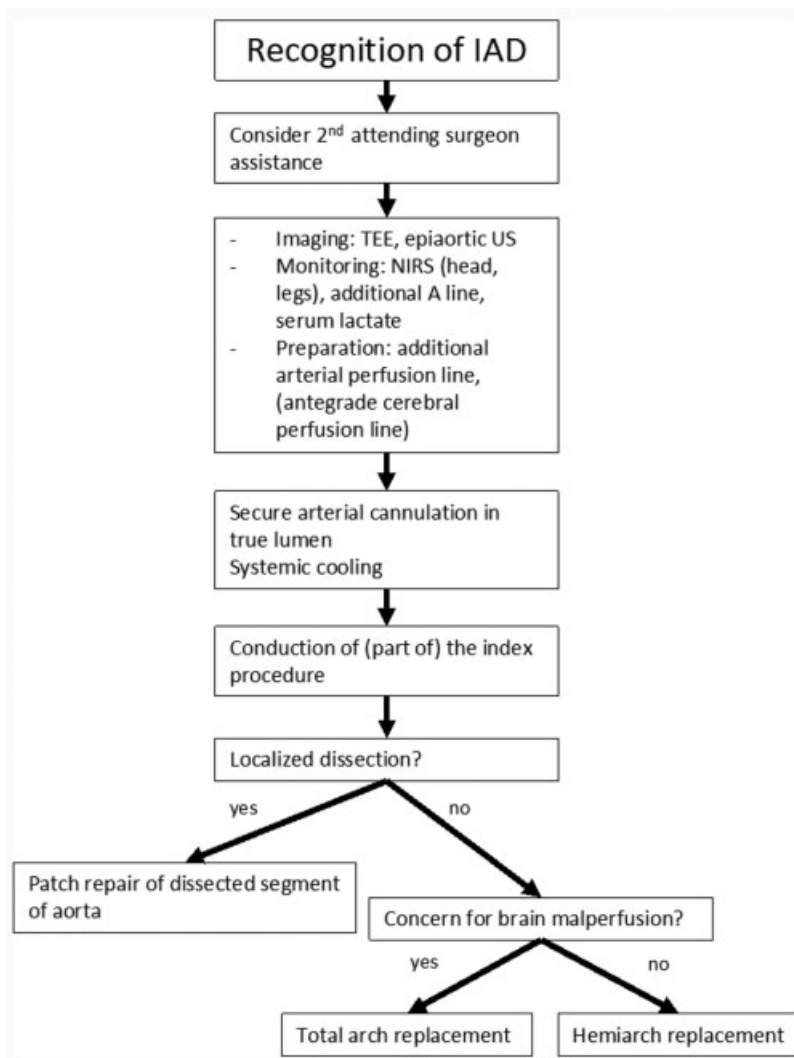 Recognition of IAD
Consider 2nd attending surgeon
assistance
- Imaging: TEE, epiaortic US
- Monitoring: NIRS (head,
legs), additional A line,
serum lactate
- Preparation: additional
arterial perfusion line,
(antegrade cerebral
perfusion line)
Secure arterial cannulation in
true lumen
Systemic cooling
Conduction of (part of) the index
procedure
Localized dissection?
yes
no
Patch repair of dissected segment
of aorta
Concern for brain malperfusion?
yes
no
Total arch replacement
Hemiarch replacement